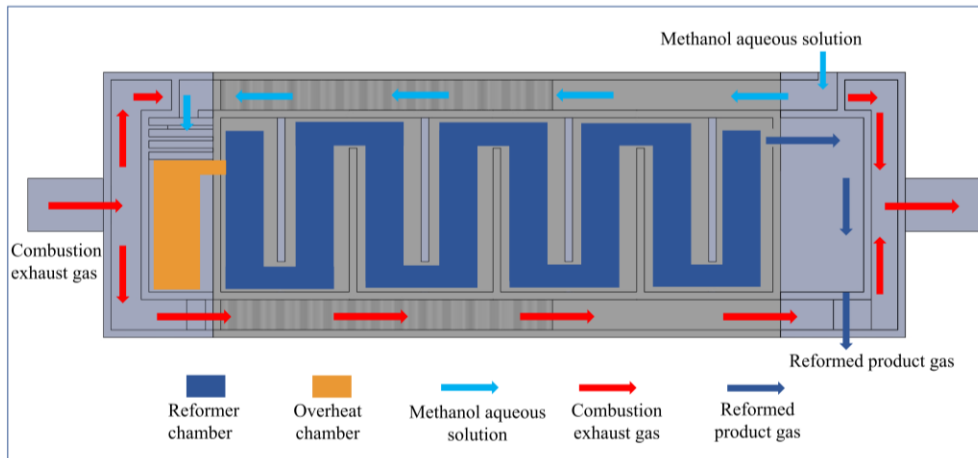 Methanol aqueous solution
Combustion
exhaust gas
Reformed product gas
Reformer
chamber
Overheat
chamber
Methanol aqueous
solution
Combustion
exhaust gas
Reformed
product gas